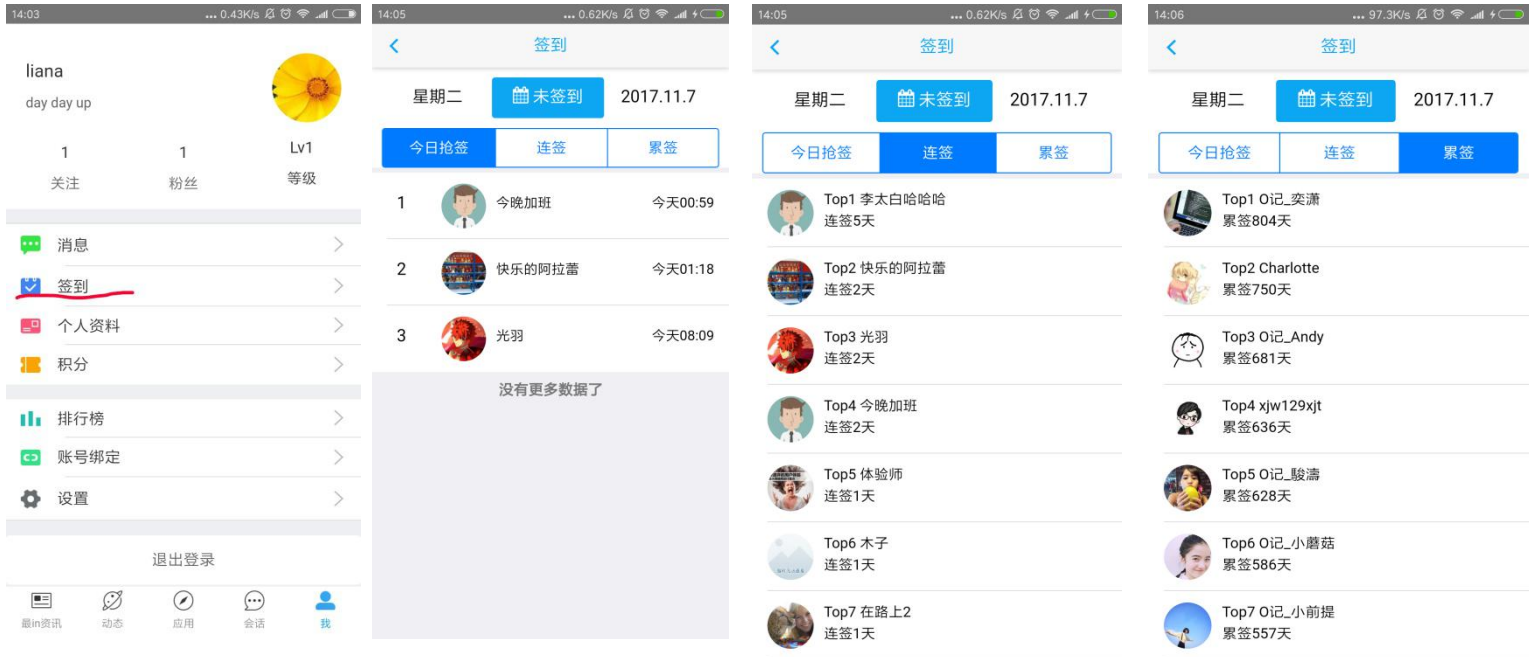 14:03
... 0.43K/s
liana
day day up
1
关注
1
粉丝
Lv1
等级
消息
签到
个人资料
积分
排行榜
账号绑定
设置
退出登录
最in资讯
动态
应用
会话
我
14:05
... 0.62K/s
签到
星期二
未签到
2017.11.7
今日抢签
连签
累签
1
今晚加班
今天00:59
2
快乐的阿拉蕾
今天01:18
3
光羽
今天08:09
没有更多数据了
14:05
... 0.62K/s
签到
星期二
未签到
2017.11.7
今日抢签
连签
累签
Top1 李太白哈哈哈
连签5天
Top2 快乐的阿拉蕾
连签2天
Top3 光羽
连签2天
Top4 今晚加班
连签2天
Top5 体验师
连签1天
Top6 木子
连签1天
Top7 在路上2
连签1天
14:06
... 97.3K/s
签到
星期二
未签到
2017.11.7
今日抢签
连签
累签
Top1 O记_奕潇
累签804天
Top2 Charlotte
累签750天
Top3 O记_Andy
累签681天
Top4 xjw129xjt
累签636天
Top5 O记_駿濤
累签628天
Top6 O记_小蘑菇
累签586天
Top7 O记_小前提
累签557天